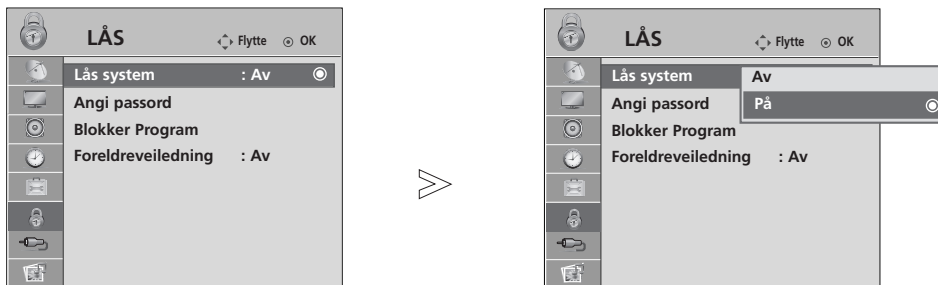 LÅS
Flytte
OK
Lås system : Av
Angi passord
Blokker Program
Foreldreveiledning : Av
LÅS
Flytte
OK
Lås system
Av
Angi passord
På
Blokker Program
Foreldreveiledning : Av